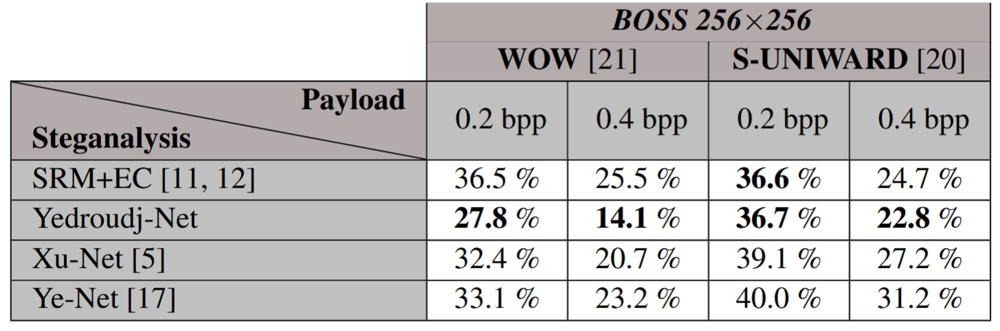 BOSS 256×256
WOW [21] S-UNIWARD [20]
Payload
Steganalysis
0.2 bpp 0.4 bpp 0.2 bpp 0.4 bpp
SRM+EC [11, 12] 36.5 % 25.5 % 36.6 % 24.7 %
Yedroudj-Net 27.8 % 14.1 % 36.7 % 22.8 %
Xu-Net [5] 32.4 % 20.7 % 39.1 % 27.2 %
Ye-Net [17] 33.1 % 23.2 % 40.0 % 31.2 %